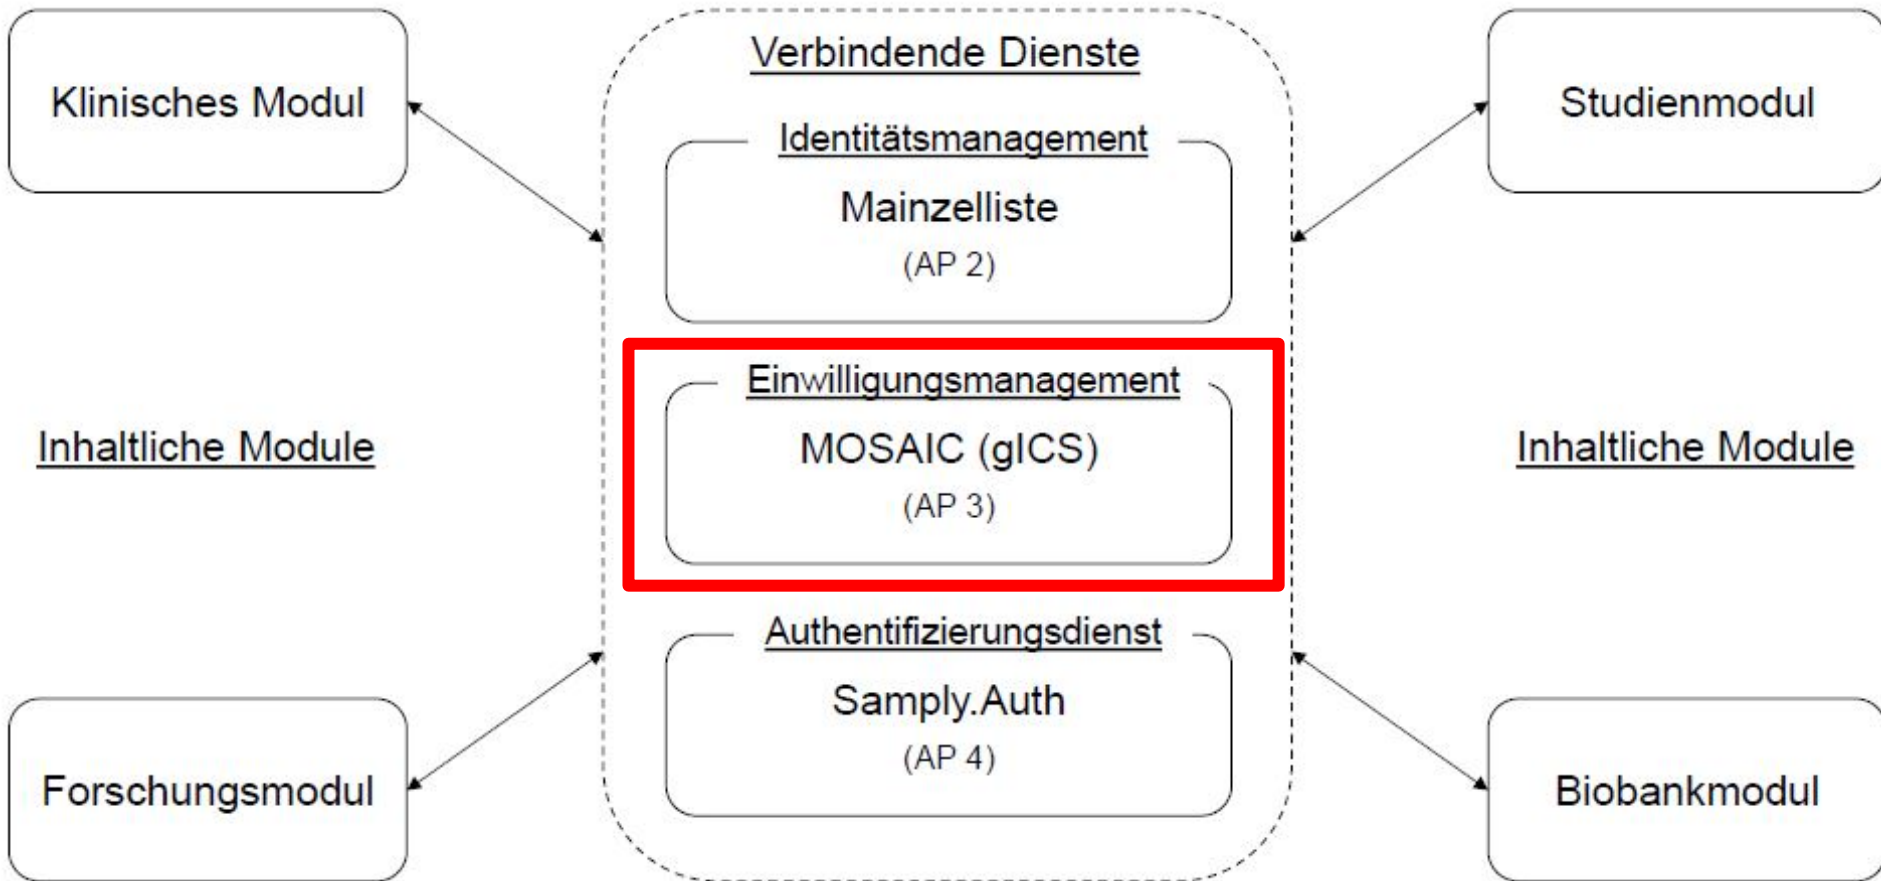 Verbindende Dienste
Klinisches Modul
Studienmodul
Identitätsmanagement
Mainzelliste
(AP 2)
Einwilligungsmanagement
MOSAIC (gICS)
(AP 3)
Inhaltliche Module
Inhaltliche Module
Authentifizierungsdienst
Samply.Auth
(AP 4)
Forschungsmodul
Biobankmodul